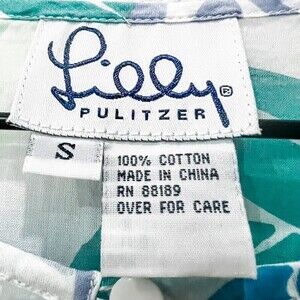 Lilly®
PULITZER
S
100% COTTON
MADE IN CHINA
RN 88189
OVER FOR CARE